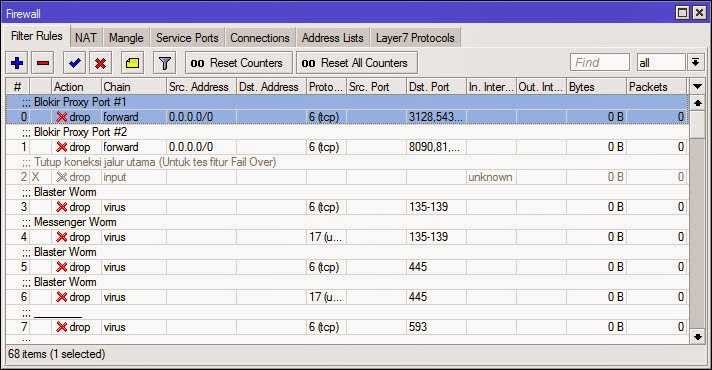 Firewall
Filter Rules NAT Mangle Service Ports Connections Address Lists Layer7 Protocols
00 Reset Counters 00 Reset All Counters Find all
# Action Chain Src. Address Dst. Address Proto... Src. Port Dst. Port In. Inter... Out. Int... Bytes Packets
;;; Blokir Proxy Port #1
0 drop forward 0.0.0.0/0 6 (tcp) 3128,543... 0 B 0
;;; Blokir Proxy Port #2
1 drop forward 0.0.0.0/0 6 (tcp) 8090,81,... 0 B 0
;;; Tutup koneksi jalur utama (Untuk tes fitur Fail Over)
2 X drop input unknown 0 B 0
;;; Blaster Worm
3 drop virus 6 (tcp) 135-139 0 B 0
;;; Messenger Worm
4 drop virus 17 (u... 135-139 0 B 0
;;; Blaster Worm
5 drop virus 6 (tcp) 445 0 B 0
;;; Blaster Worm
6 drop virus 17 (u... 445 0 B 0
;;; ________
7 drop virus 6 (tcp) 593 0 B 0
68 items (1 selected)